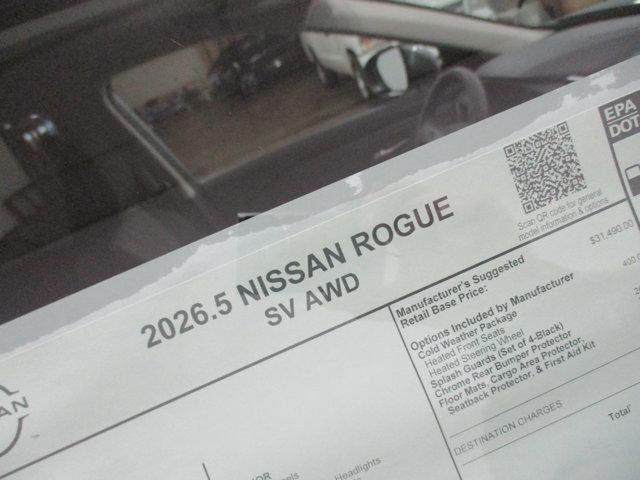 2026.5 NISSAN ROGUE
SV AWD
Scan QR code for general
model information & options
EPA
DOT
Manufacturer's Suggested
Retail Base Price:
$31,490.00
Options Included by Manufacturer
Cold Weather Package
400.0
Heated Front Seats
Heated Steering Wheel
Splash Guards (Set of 4-Black)
Chrome Rear Bumper Protector
Floor Mats, Cargo Area Protector,
Seatback Protector, & First Aid Kit
DESTINATION CHARGES
Total*
Headlights